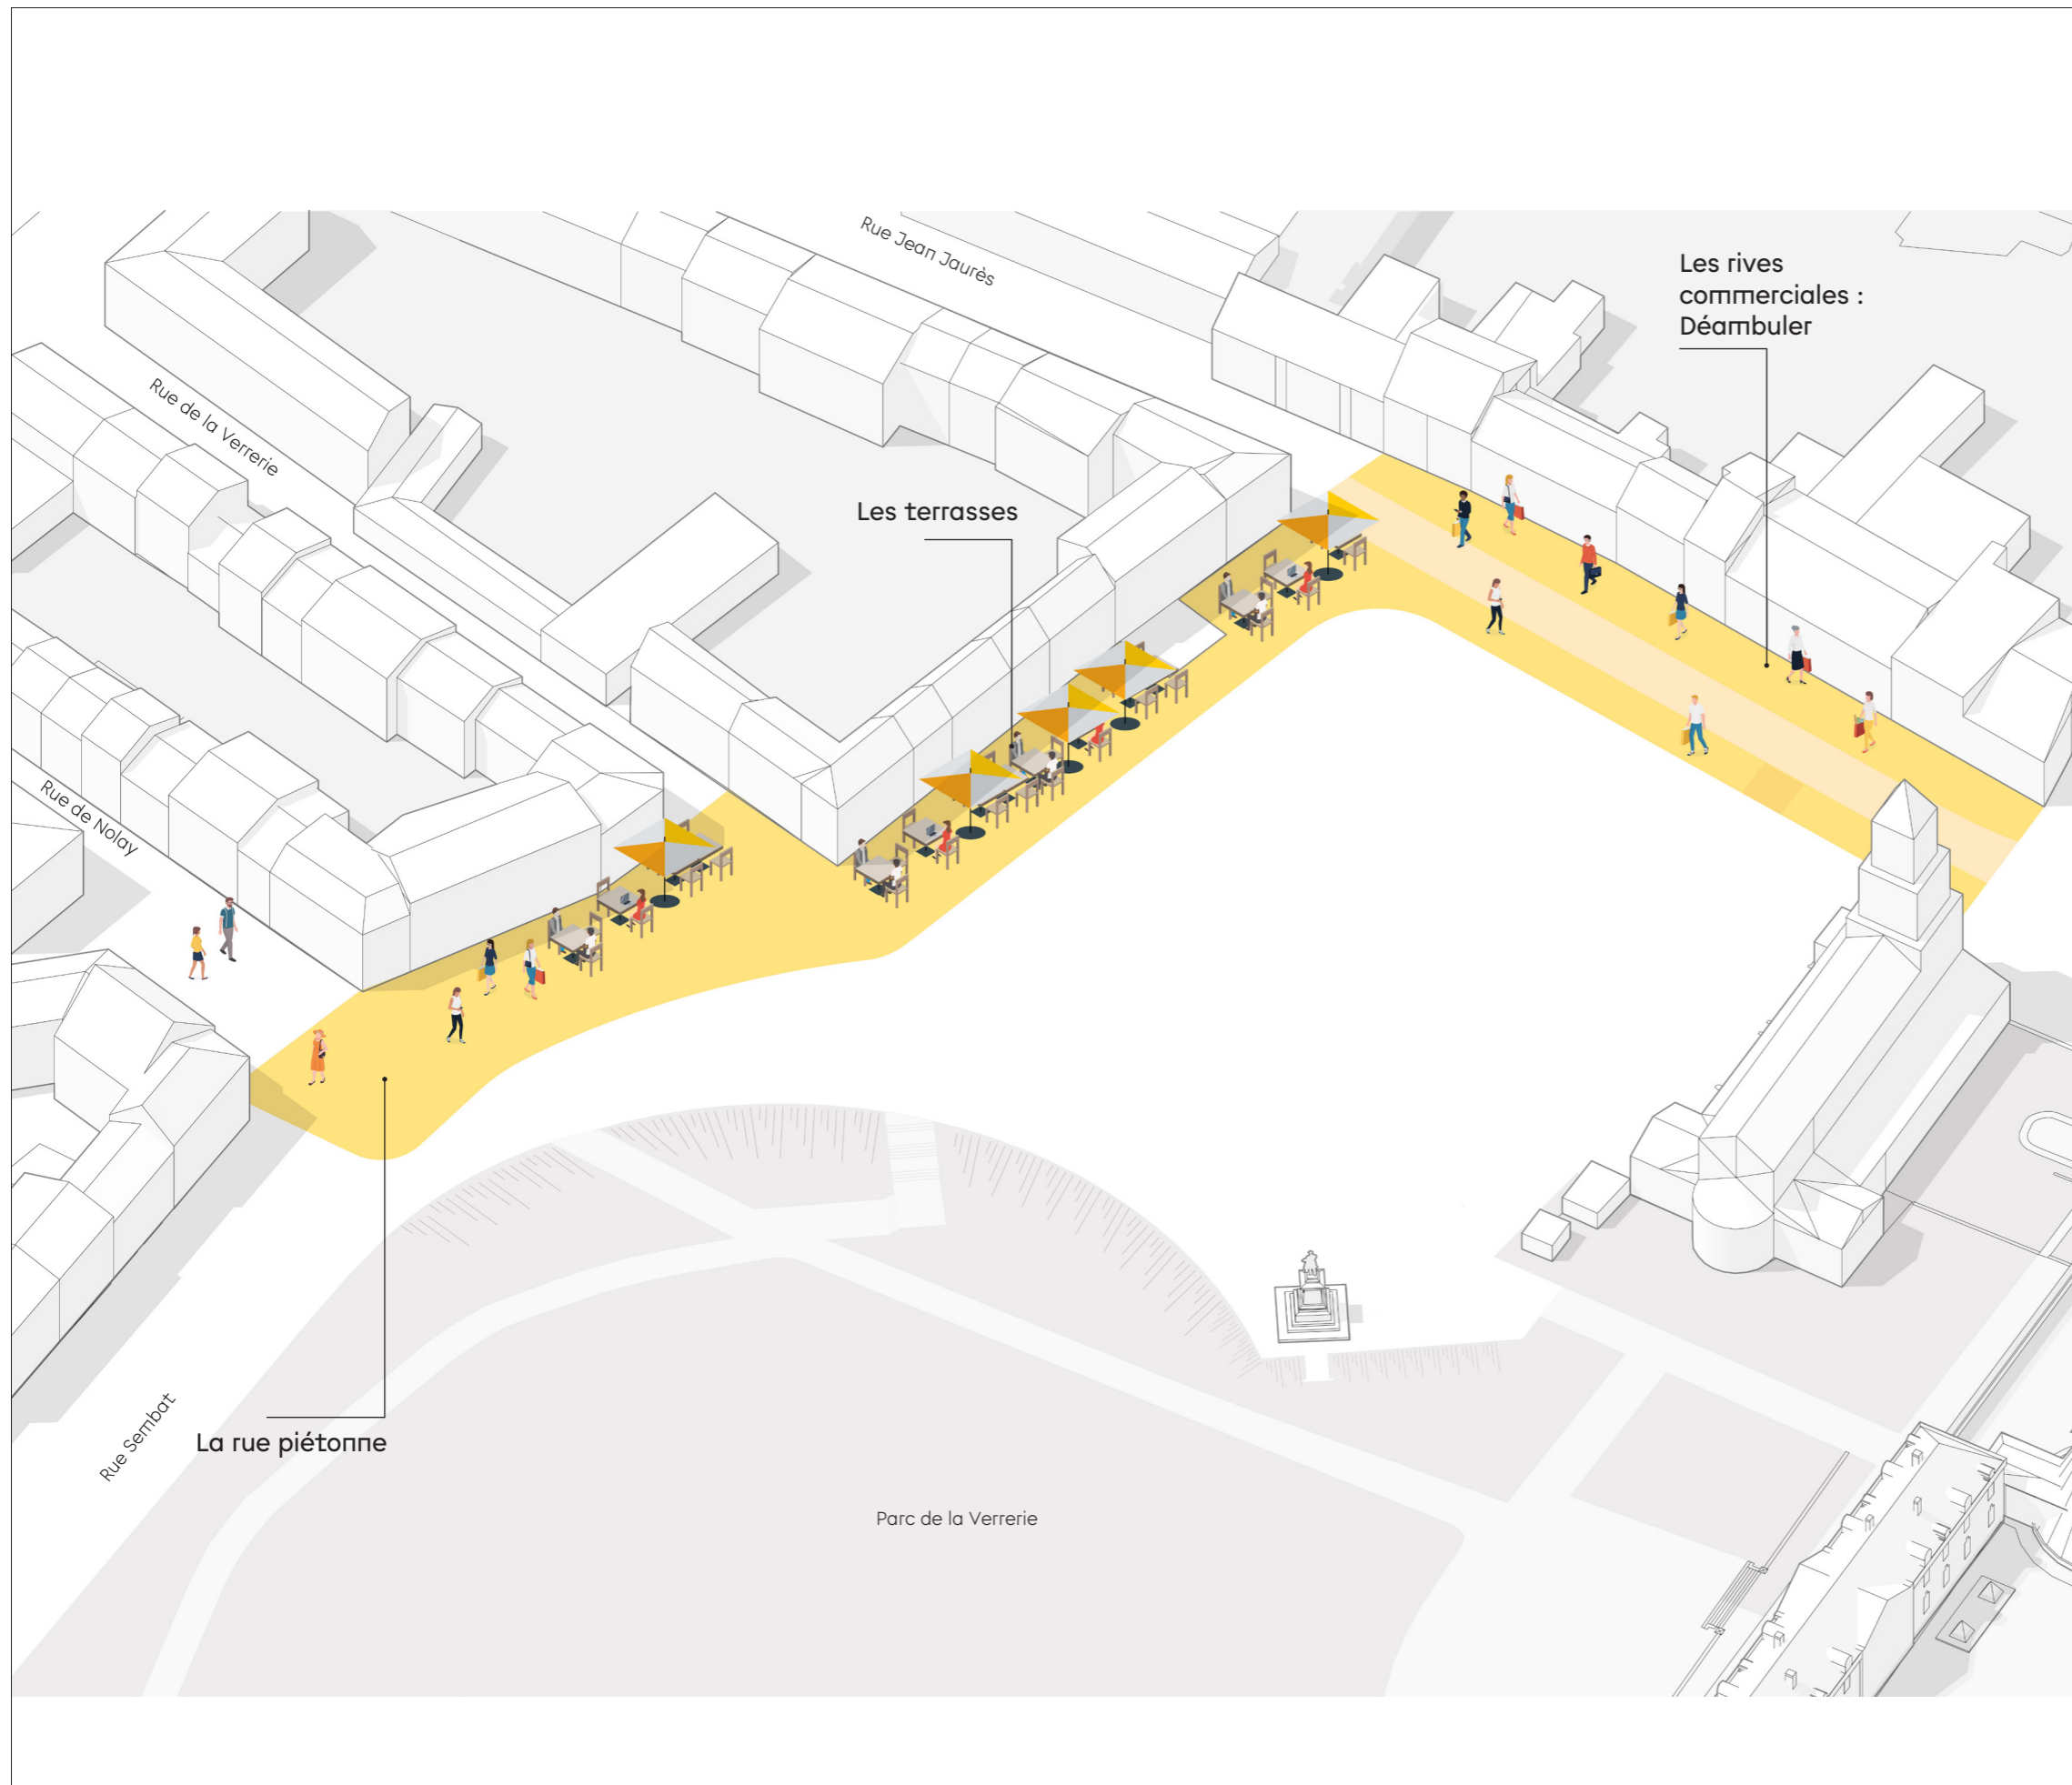 Rue Jean Jaurès
Les rives
commerciales :
Déambuler
Rue de la Verrerie
Les terrasses
Rue de Nolay
Rue Sembat
La rue piétonne
Parc de la Verrerie